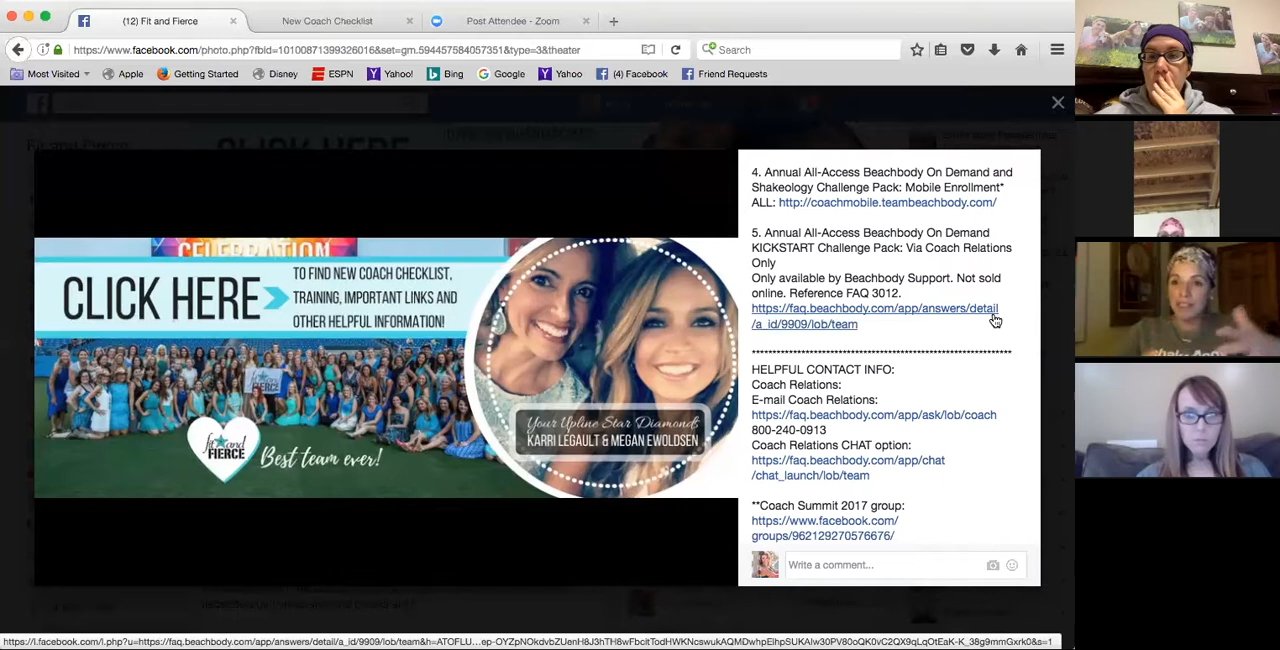 (12) Fit and Fierce
New Coach Checklist
Post Attendee - Zoom
https://www.facebook.com/photo.php?fbid=10100871399326016&set=gm.594457584057351&type=3&theater
Search
Most Visited
Apple
Getting Started
Disney
ESPN
Yahoo!
Bing
Google
Yahoo
(4) Facebook
Friend Requests
CELEBRATION
CLICK HERE
TO FIND NEW COACH CHECKLIST,
TRAINING, IMPORTANT LINKS AND
OTHER HELPFUL INFORMATION!
fit and
FIERCE
Best team ever!
Your Upline Star Diamonds
KARRI LEGAULT & MEGAN EWOLDSEN
4. Annual All-Access Beachbody On Demand and
Shakeology Challenge Pack: Mobile Enrollment*
ALL: http://coachmobile.teambeachbody.com/
5. Annual All-Access Beachbody On Demand
KICKSTART Challenge Pack: Via Coach Relations
Only
Only available by Beachbody Support. Not sold
online. Reference FAQ 3012.
https://faq.beachbody.com/app/answers/detail
/a_id/9909/lob/team
**************************************************************
HELPFUL CONTACT INFO:
Coach Relations:
E-mail Coach Relations:
https://faq.beachbody.com/app/ask/lob/coach
800-240-0913
Coach Relations CHAT option:
https://faq.beachbody.com/app/chat
/chat_launch/lob/team
**Coach Summit 2017 group:
https://www.facebook.com/
groups/962129270576676/
Write a comment...